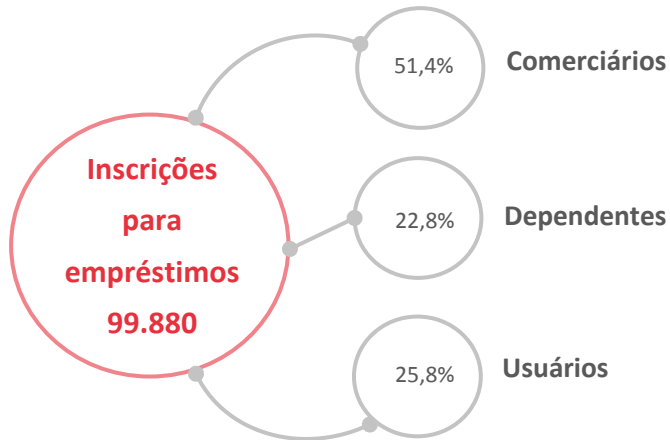 Inscrições
para
empréstimos
99.880
51,4%
Comerciários
22,8%
Dependentes
25,8%
Usuários